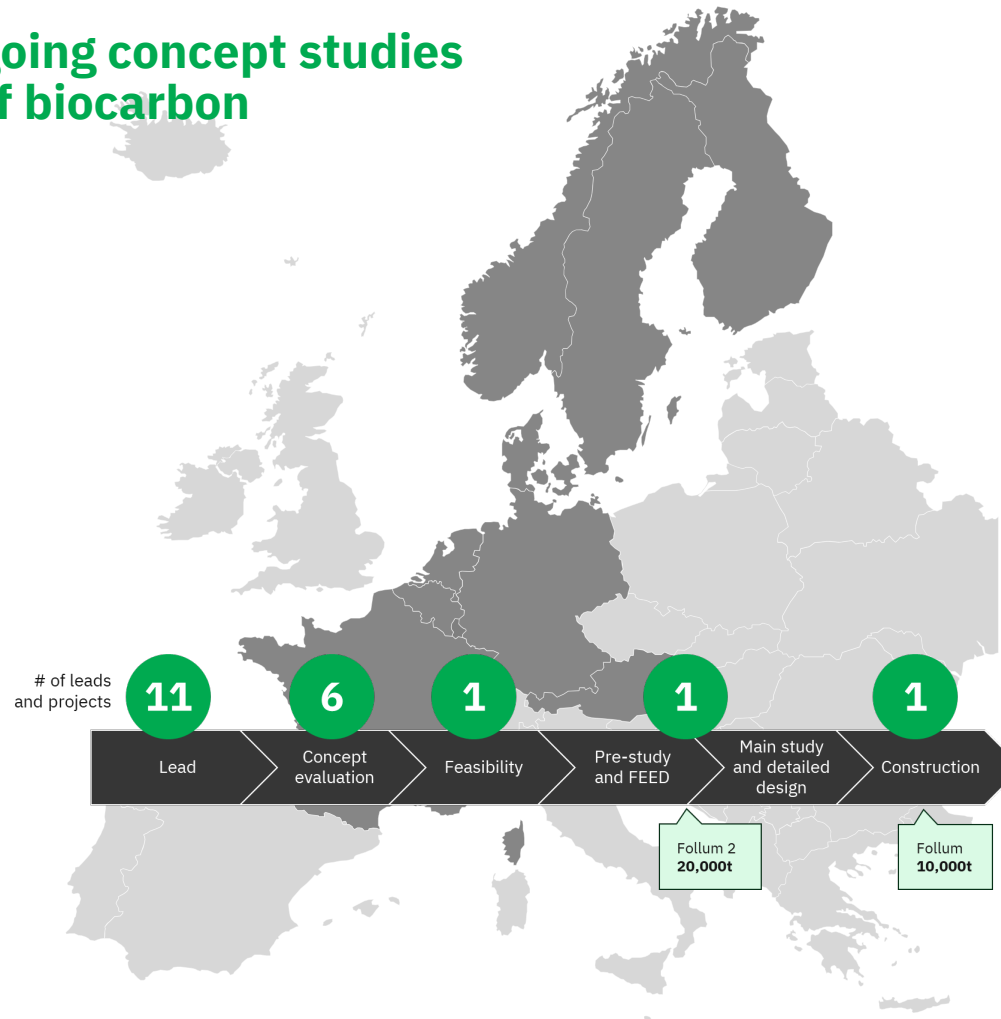 going concept studies
f biocarbon
# of leads
and projects
11
6
1
1
1
Lead
Concept
evaluation
Feasibility
Pre-study
and FEED
Main study
and detailed
design
Construction
Follum 2
20,000t
Follum
10,000t